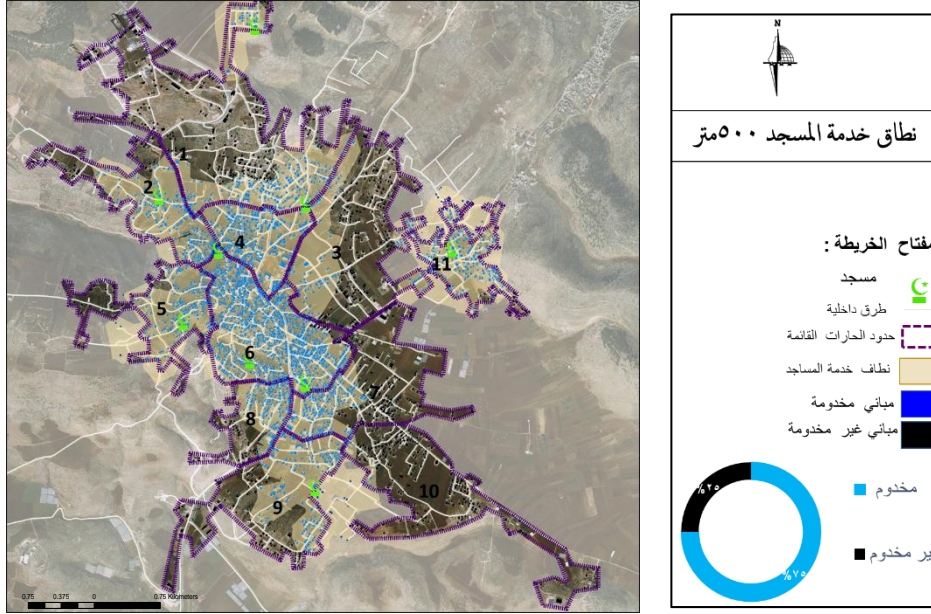 1
2
3
4
5
6
7
8
9
10
11
0.75 0.375 0 0.75 Kilometers
N
نطاق خدمة المسجد ٥٠٠متر
مفتاح الخريطة :
مسجد
طرق داخلية
حدود الحارات القائمة
نطاف خدمة المساجد
مباني مخدومة
مباني غير مخدومة
%٢٥
مخدوم
%٧٥
ير مخدوم